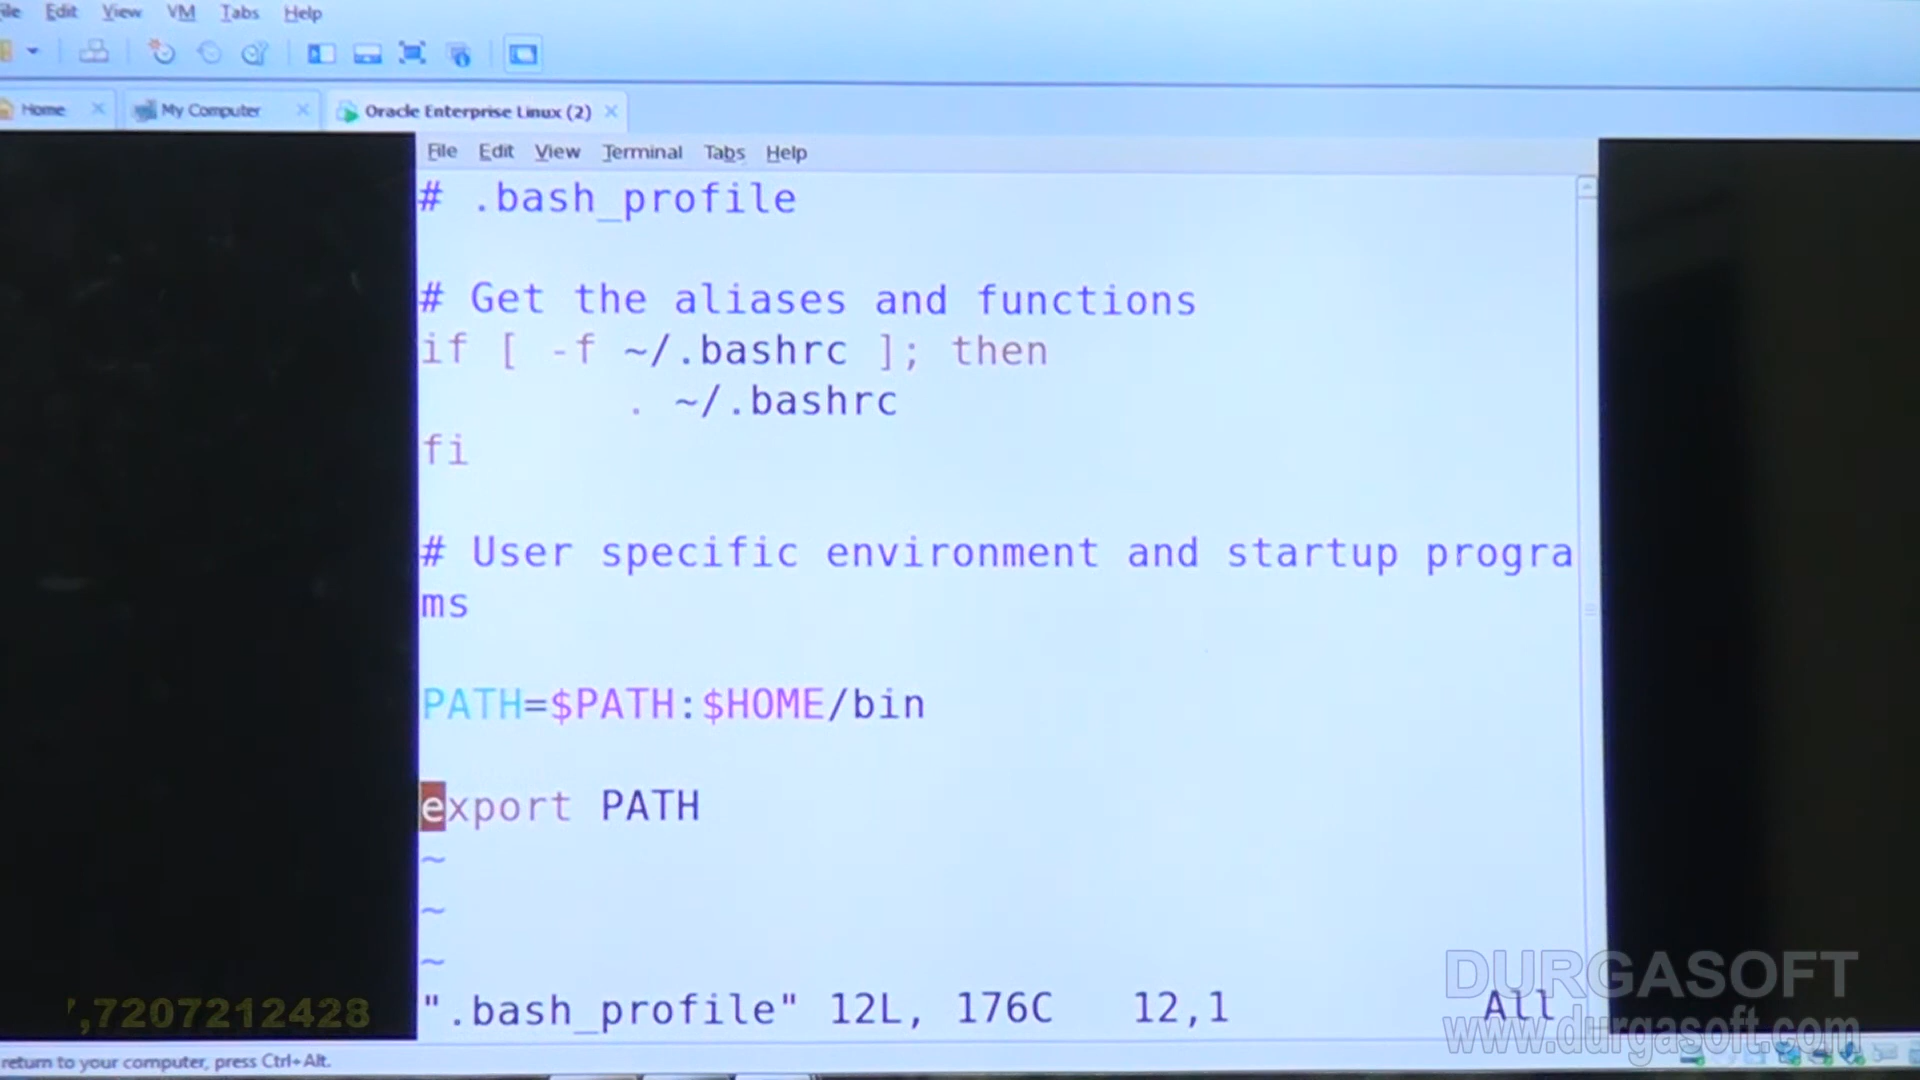 File Edit View VM Tabs Help
Home My Computer Oracle Enterprise Linux (2)
File Edit View Terminal Tabs Help
# .bash_profile
# Get the aliases and functions
if [ -f ~/.bashrc ]; then
. ~/.bashrc
fi
# User specific environment and startup progra
ms
PATH=$PATH:$HOME/bin
export PATH
~
~
~
".bash_profile" 12L, 176C 12,1 All
,7207212428
DURGASOFT
www.durgasoft.com
return to your computer, press Ctrl+Alt.